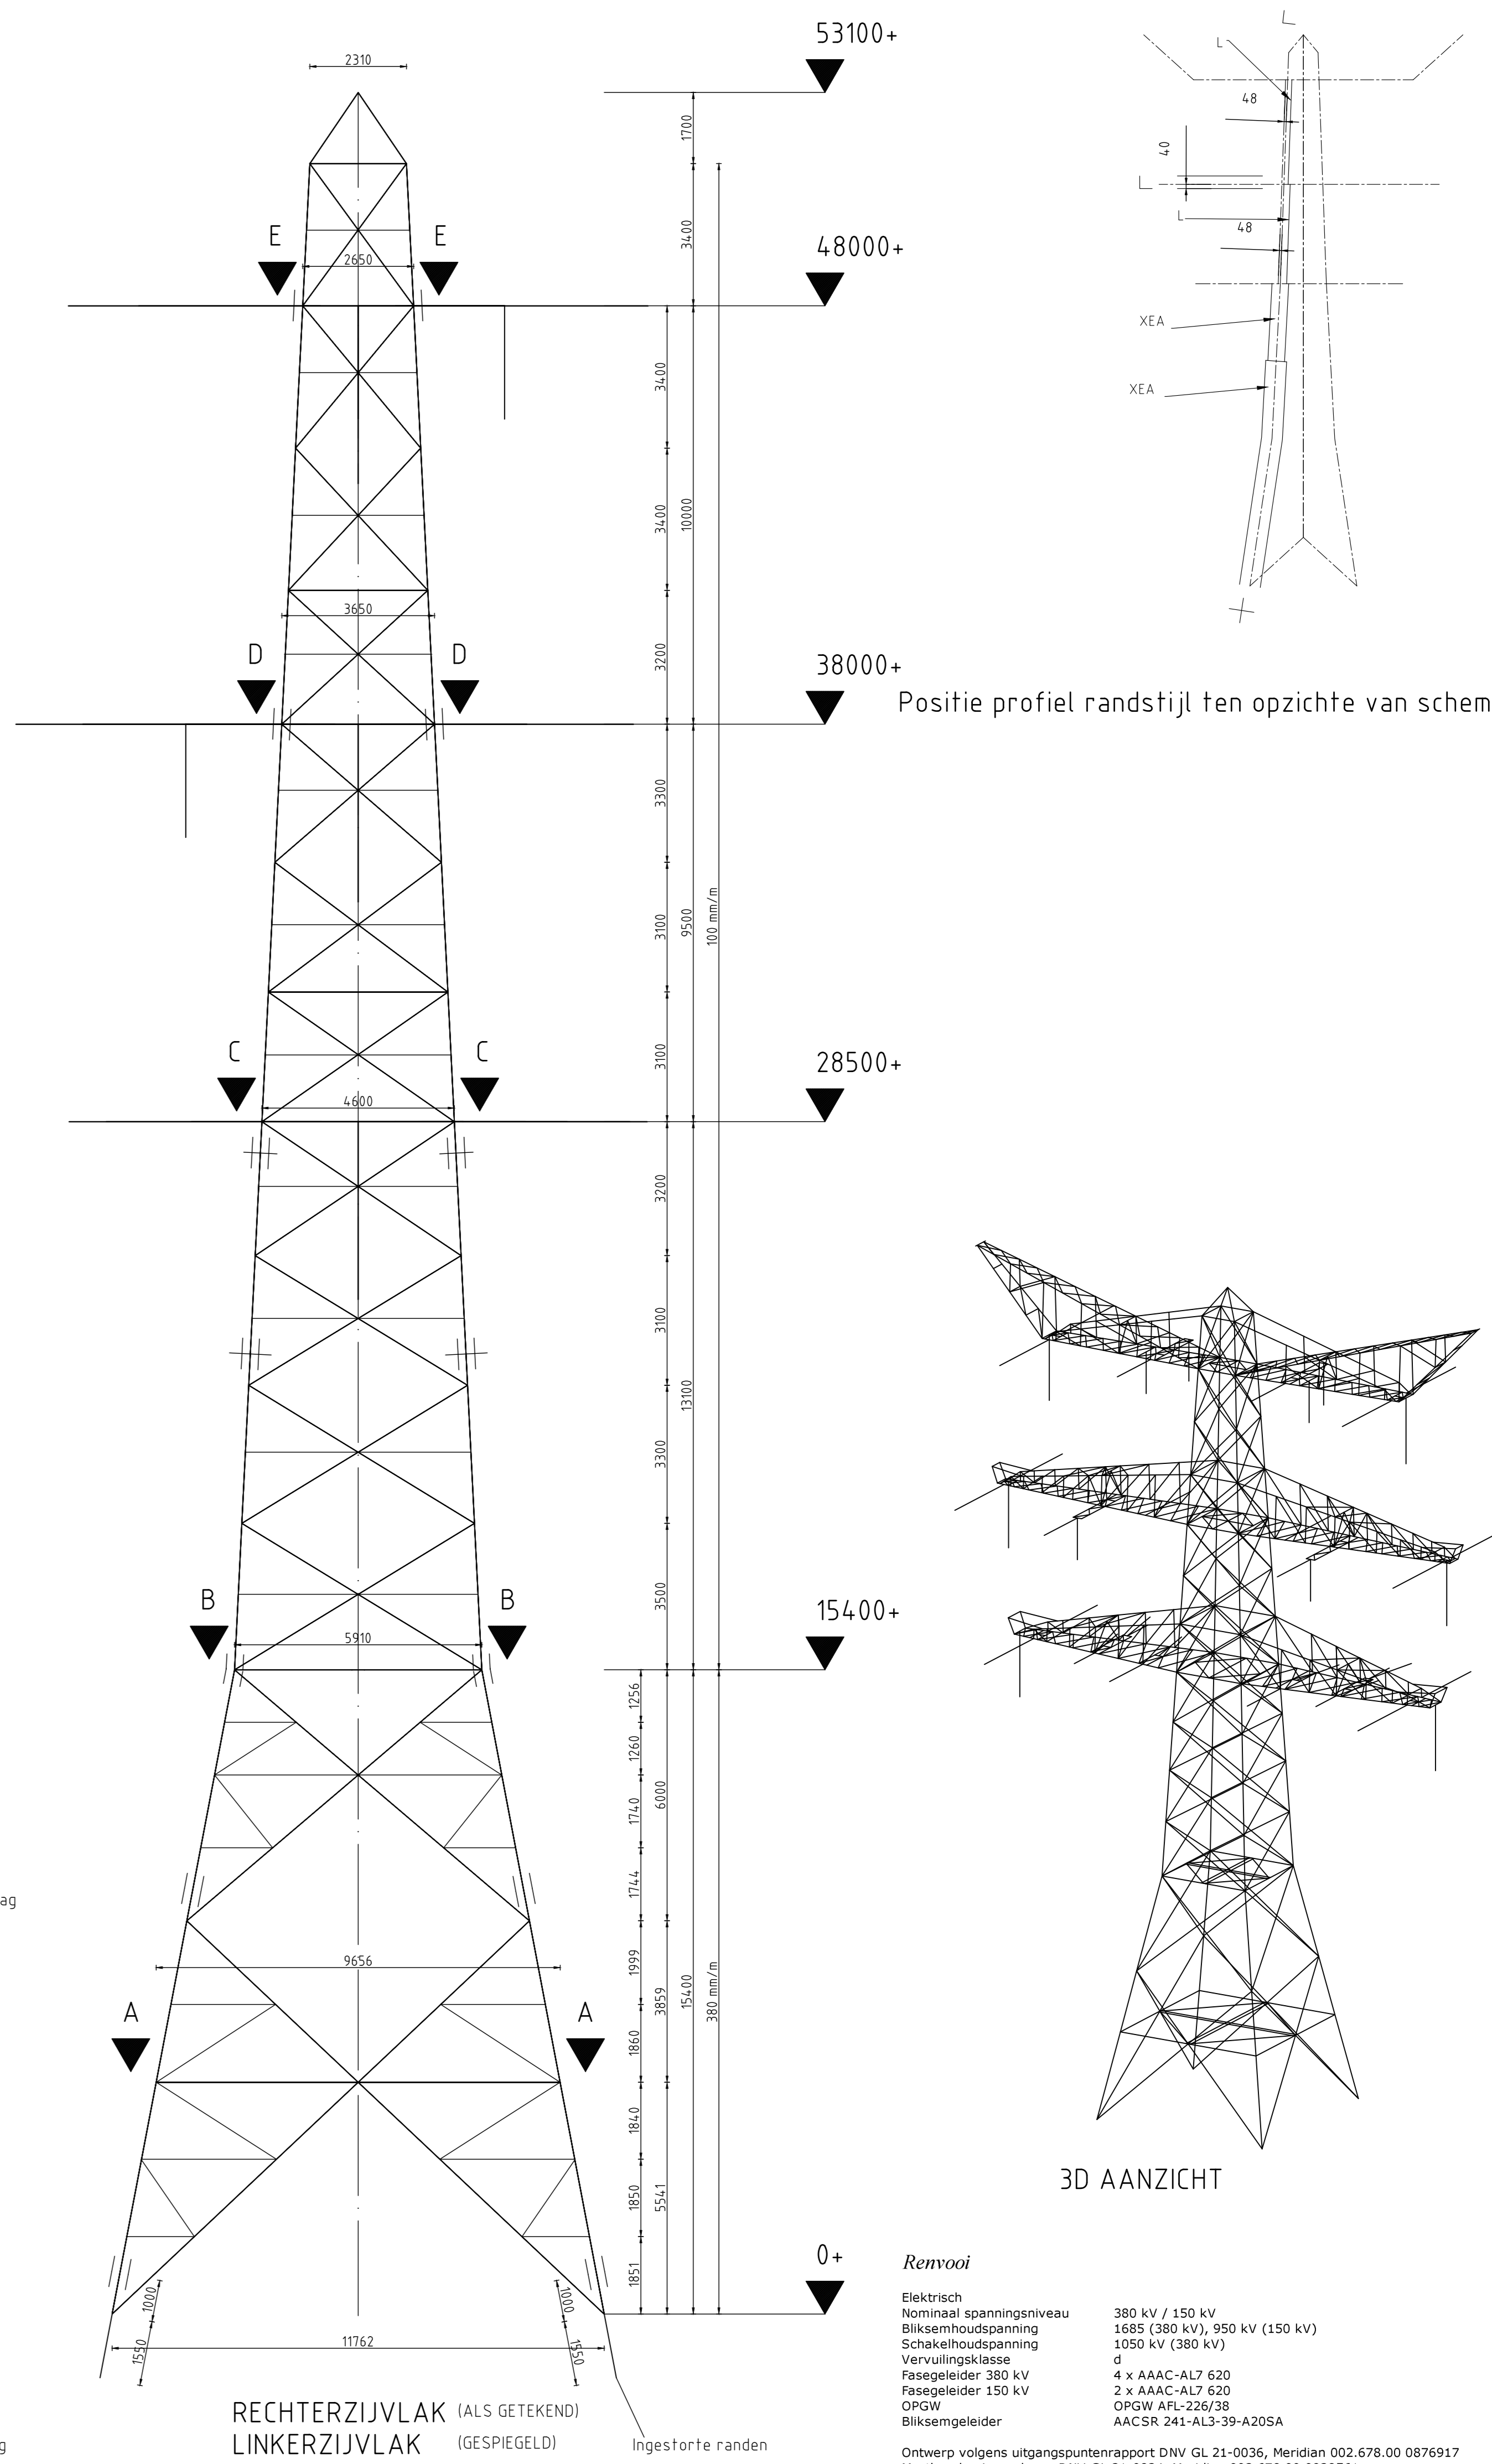 53100+
2310
1700
3400
E
E
2650
48000+
3400
3400
10000
3650
3200
D
D
38000+
3300
3100
9500
100 mm/m
3100
C
C
4600
28500+
3200
3100
13100
3300
3500
B
B
5910
15400+
1256
1260
6000
1740
1744
9656
1999
3859
15400
380 mm/m
A
A
1860
1840
1850
5541
1851
0+
1000
1000
1550
1550
11762
RECHTERZIJVLAK (ALS GETEKEND)
LINKERZIJVLAK (GESPIEGELD)
Ingestorte randen
ag
g
L
48
40
L
48
XEA
XEA
Positie profiel randstijl ten opzichte van schem
3D AANZICHT
Renvooi
Elektrisch
Nominaal spanningsniveau 380 kV / 150 kV
Bliksemhoudspanning 1685 (380 kV), 950 kV (150 kV)
Schakelhoudspanning 1050 kV (380 kV)
Vervuilingsklasse d
Fasegeleider 380 kV 4 x AAAC-AL7 620
Fasegeleider 150 kV 2 x AAAC-AL7 620
OPGW OPGW AFL-226/38
Bliksemgeleider AACSR 241-AL3-39-A20SA
Ontwerp volgens uitgangspuntenrapport DNV GL 21-0036, Meridian 002.678.00 0876917